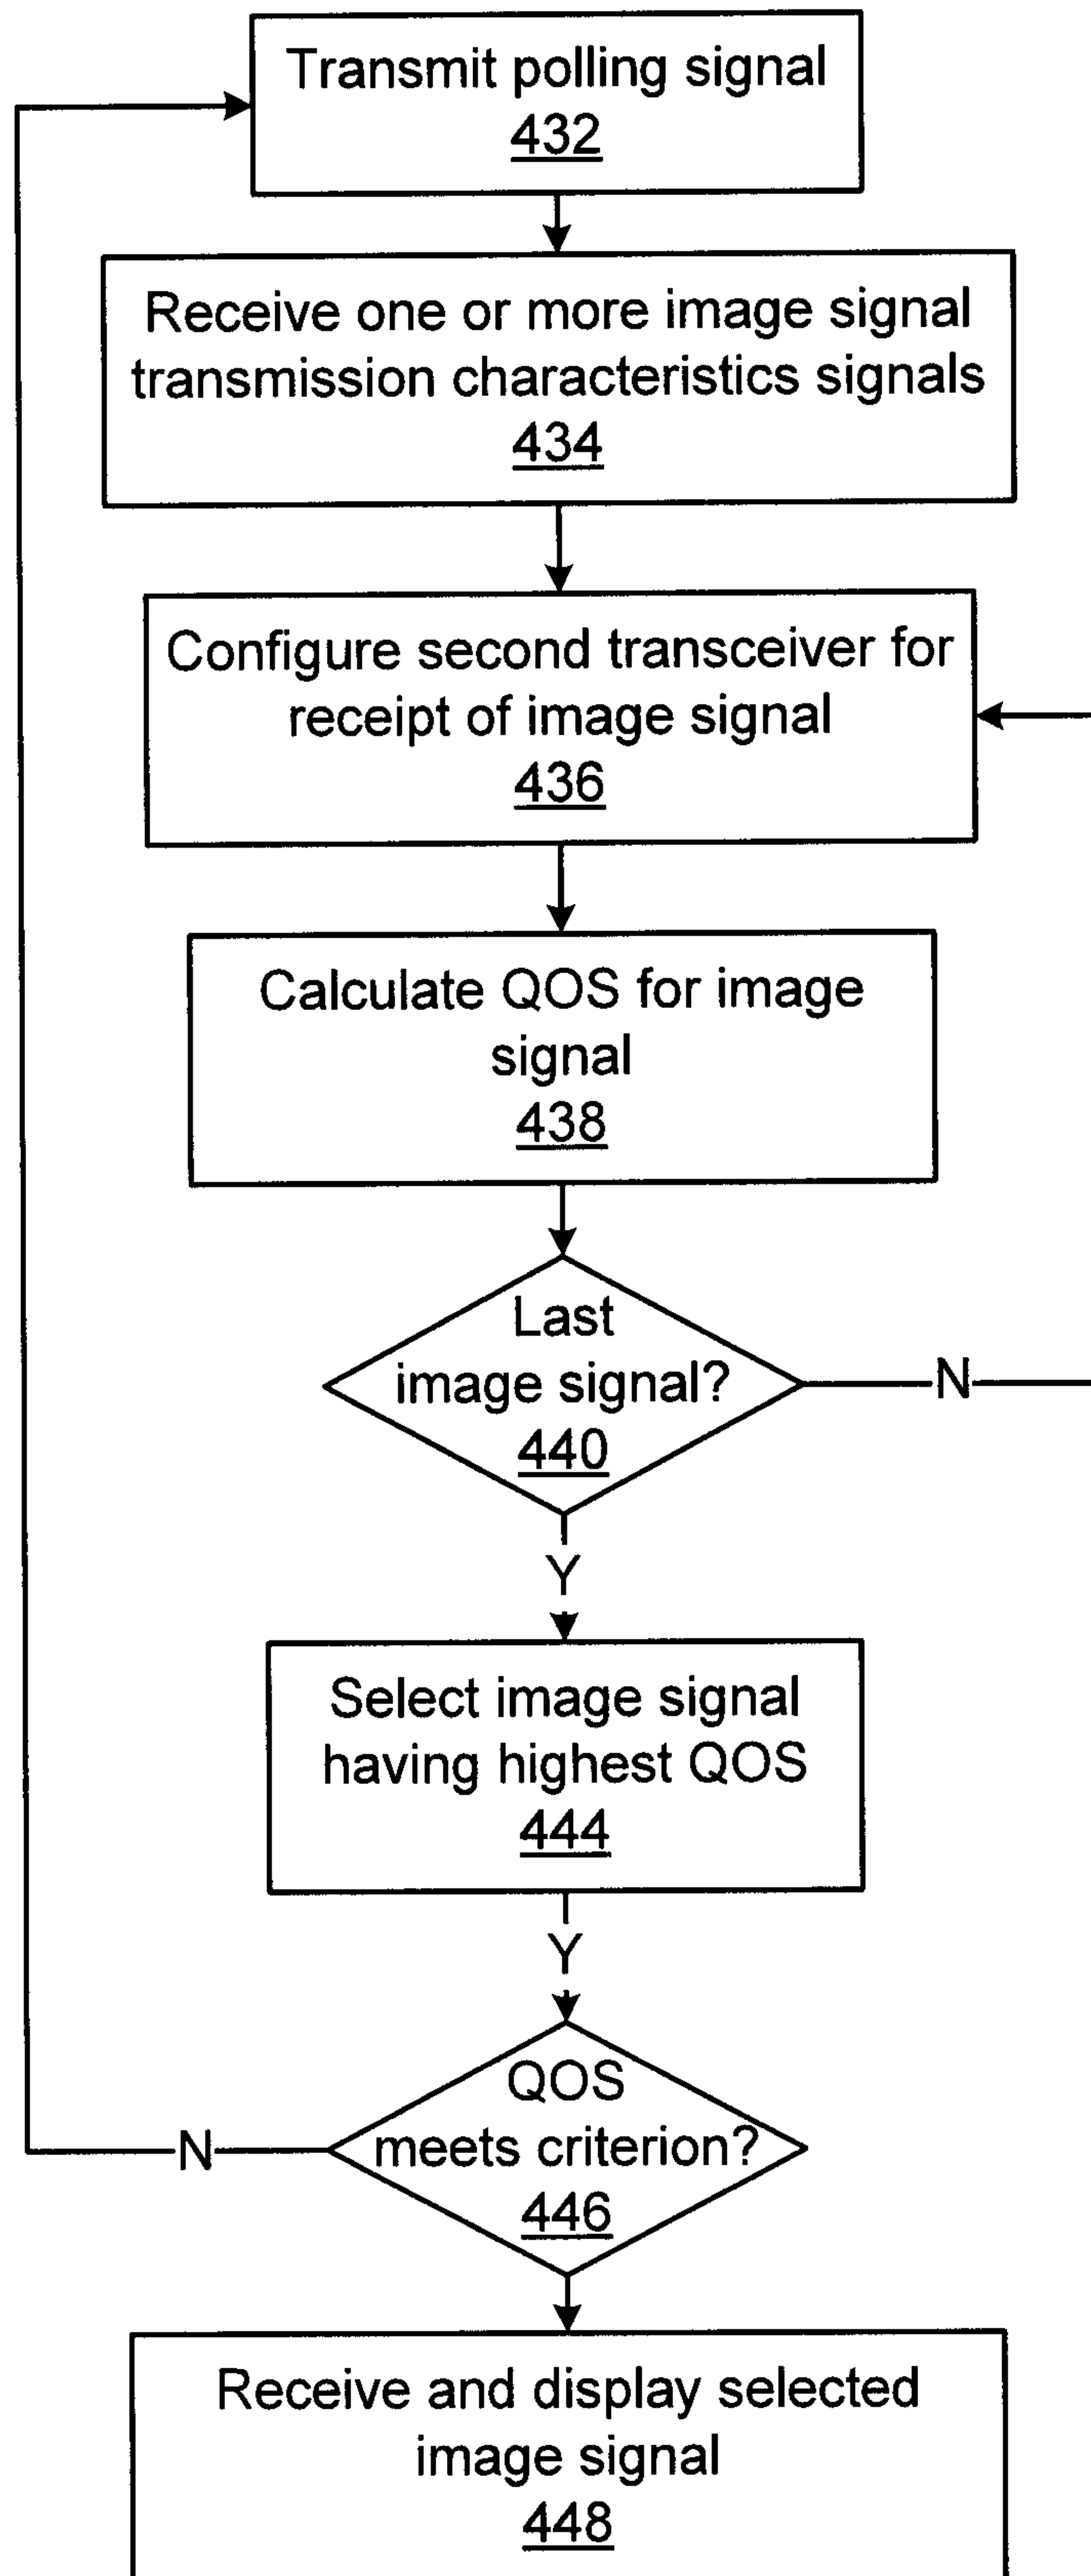 Transmit polling signal
432
Receive one or more image signal
transmission characteristics signals
434
Configure second transceiver for
receipt of image signal
436
Calculate QOS for image
signal
438
Last
image signal?
440
N
Y
Select image signal
having highest QOS
444
Y
QOS
meets criterion?
446
N
Receive and display selected
image signal
448